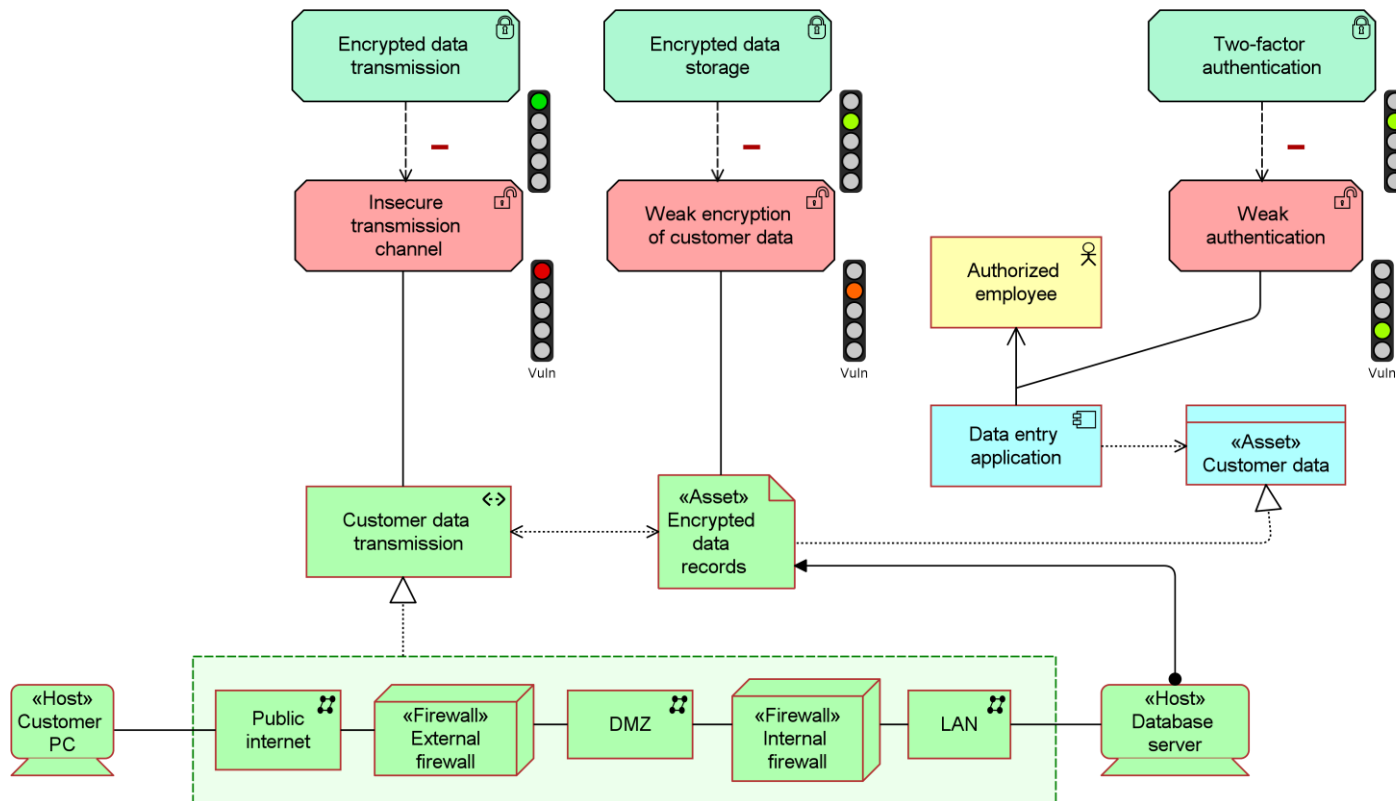 Encrypted data
transmission
Encrypted data
storage
Two-factor
authentication
Insecure
transmission
channel
Weak encryption
of customer data
Weak
authentication
Vuln
Vuln
Vuln
Authorized
employee
Data entry
application
«Asset»
Customer data
Customer data
transmission
«Asset»
Encrypted
data
records
«Host»
Customer
PC
Public
internet
«Firewall»
External
firewall
DMZ
«Firewall»
Internal
firewall
LAN
«Host»
Database
server